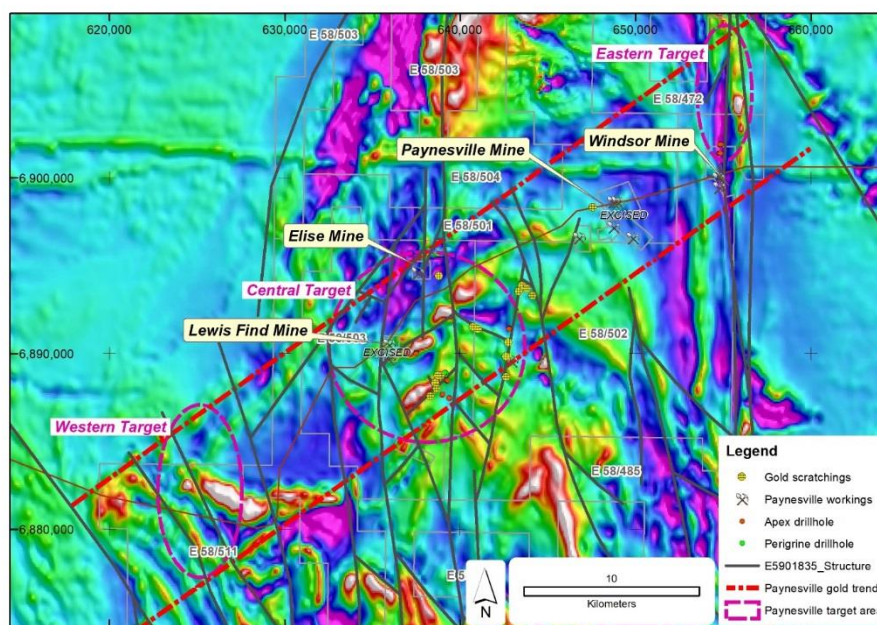 620,000
630,000
640,000
650,000
660,000
E 58/503
E 58/503
Eastern Target
E 58/472
Paynesville Mine
Windsor Mine
6,900,000
E 58/504
EXCISED
E 58/501
Elise Mine
Central Target
Lewis Find Mine
E 58/503
EXCISED
E 58/502
6,890,000
Western Target
E 58/485
6,880,000
E 58/511
N
10
Kilometers
Legend
Gold scratchings
Paynesville workings
Apex drillhole
Perigrine drillhole
E5901835_Structure
Paynesville gold trend
Paynesville target area